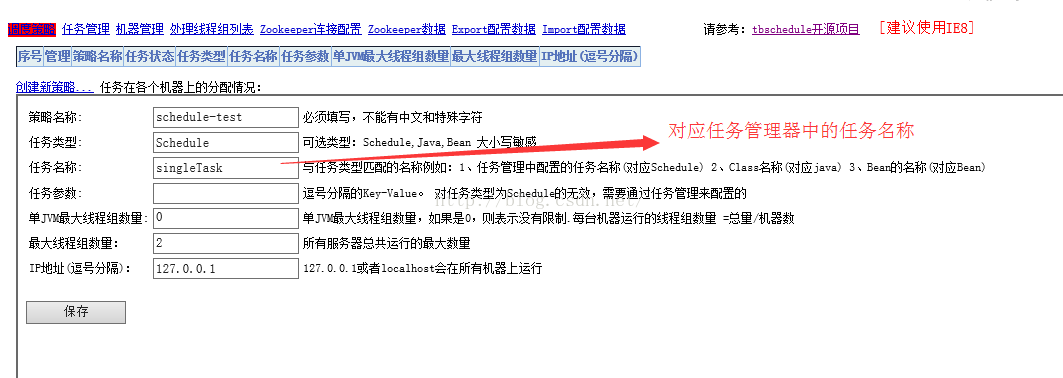 调度策略 任务管理 机器管理 处理线程组列表 Zookeeper连接配置 Zookeeper数据 Export配置数据 Import配置数据 请参考：tbschedule开源项目 [建议使用IE8]
序号 管理 策略名称 任务状态 任务类型 任务名称 任务参数 单JVM最大线程组数量 最大线程组数量 IP地址(逗号分隔)
创建新策略... 任务在各个机器上的分配情况：
策略名称: schedule-test 必须填写，不能有中文和特殊字符
对应任务管理器中的任务名称
任务类型: Schedule 可选类型：Schedule,Java,Bean 大小写敏感
任务名称: singleTask 与任务类型匹配的名称例如：1、任务管理中配置的任务名称(对应Schedule) 2、Class名称(对应java) 3、Bean的名称(对应Bean)
任务参数: 逗号分隔的Key-Value。 对任务类型为Schedule的无效，需要通过任务管理来配置的
http://blog.csdn.net/
单JVM最大线程组数量: 0 单JVM最大线程组数量，如果是0，则表示没有限制.每台机器运行的线程组数量 =总量/机器数
最大线程组数量： 2 所有服务器总共运行的最大数量
IP地址(逗号分隔)： 127.0.0.1 127.0.0.1或者localhost会在所有机器上运行
保存